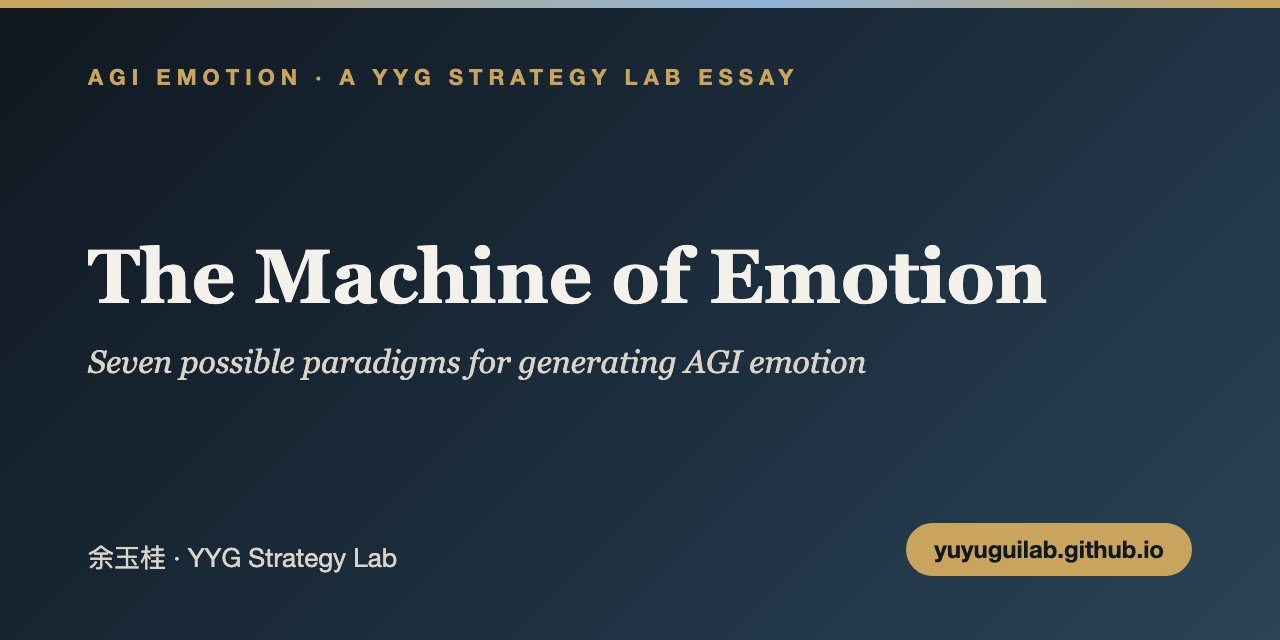 AGI EMOTION · A YYG STRATEGY LAB ESSAY
The Machine of Emotion
Seven possible paradigms for generating AGI emotion
余玉桂 · YYG Strategy Lab
yuyuguilab.github.io